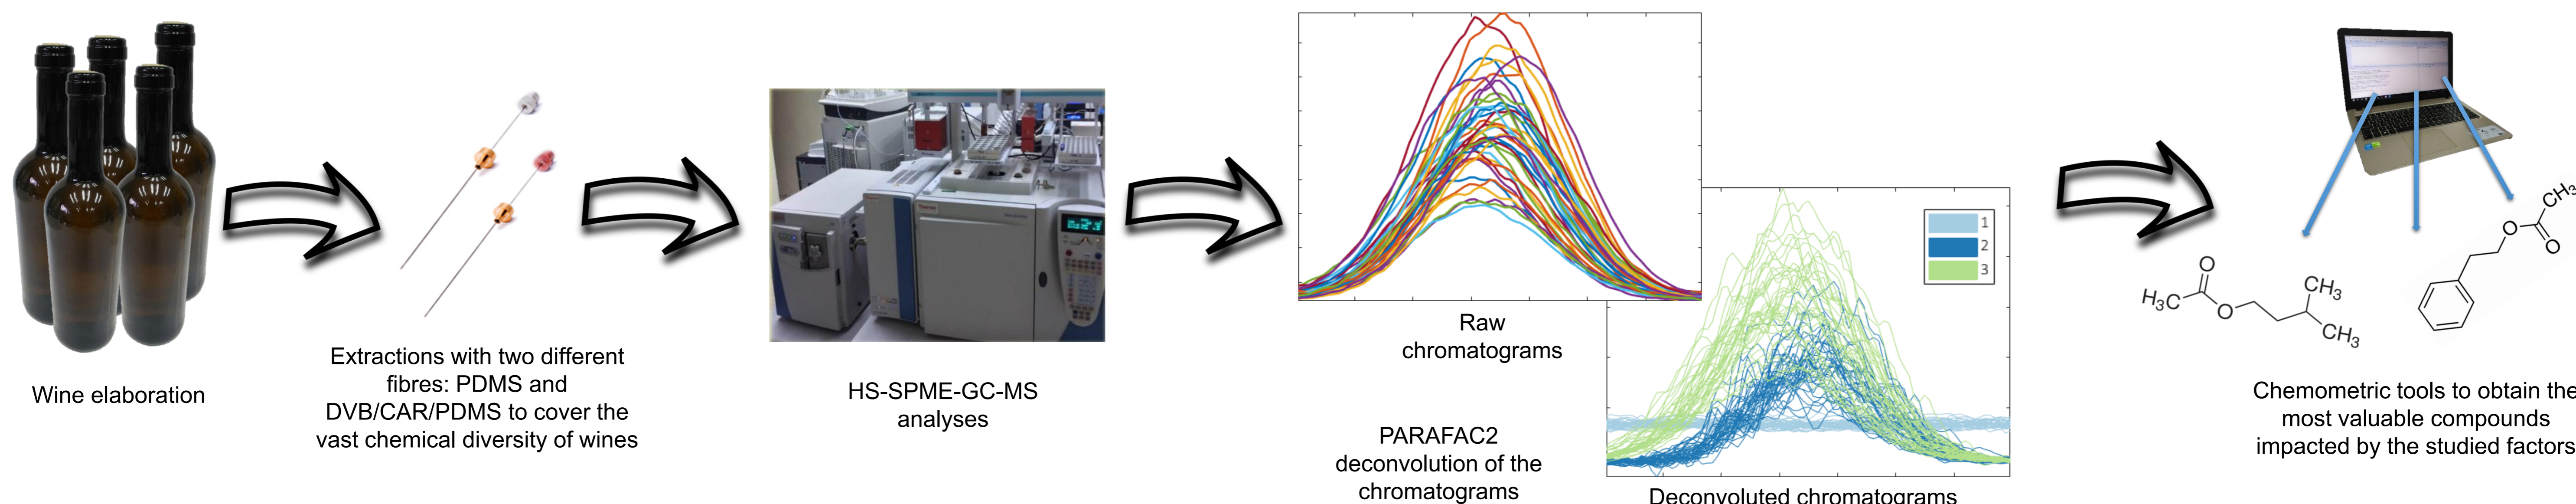 Wine elaboration
Extractions with two different
fibres: PDMS and
DVB/CAR/PDMS to cover the
vast chemical diversity of wines
HS-SPME-GC-MS
analyses
Raw
chromatograms
PARAFAC2
deconvolution of the
chromatograms
1
2
3
Deconvoluted chromatograms
H₃C
O
O
CH₃
CH₃
O
O
CH₃
Chemometric tools to obtain the
most valuable compounds
impacted by the studied factors